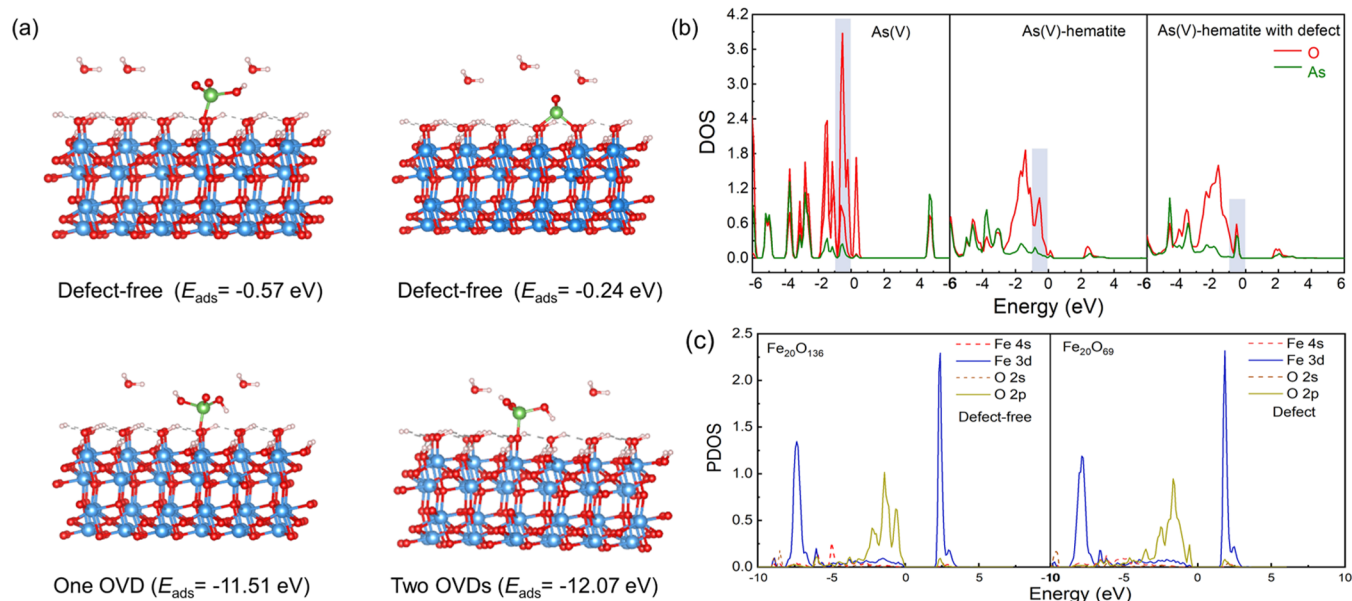 (a)
Defect-free (Eads= -0.57 eV)
Defect-free (Eads= -0.24 eV)
One OVD (Eads= -11.51 eV)
Two OVDs (Eads= -12.07 eV)
(b)
DOS
4.2
3.6
3.0
2.4
1.8
1.2
0.6
0.0
As(V)
As(V)-hematite
As(V)-hematite with defect
O
As
-6 -4 -2 0 2 4 -6 -4 -2 0 2 4 -6 -4 -2 0 2 4 6
Energy (eV)
(c)
PDOS
2.5
2.0
1.5
1.0
0.5
0.0
Fe20O136
Fe 4s
Fe 3d
O 2s
O 2p
Defect-free
Fe20O69
Fe 4s
Fe 3d
O 2s
O 2p
Defect
-10 -5 0 5 -10 -5 0 5 10
Energy (eV)